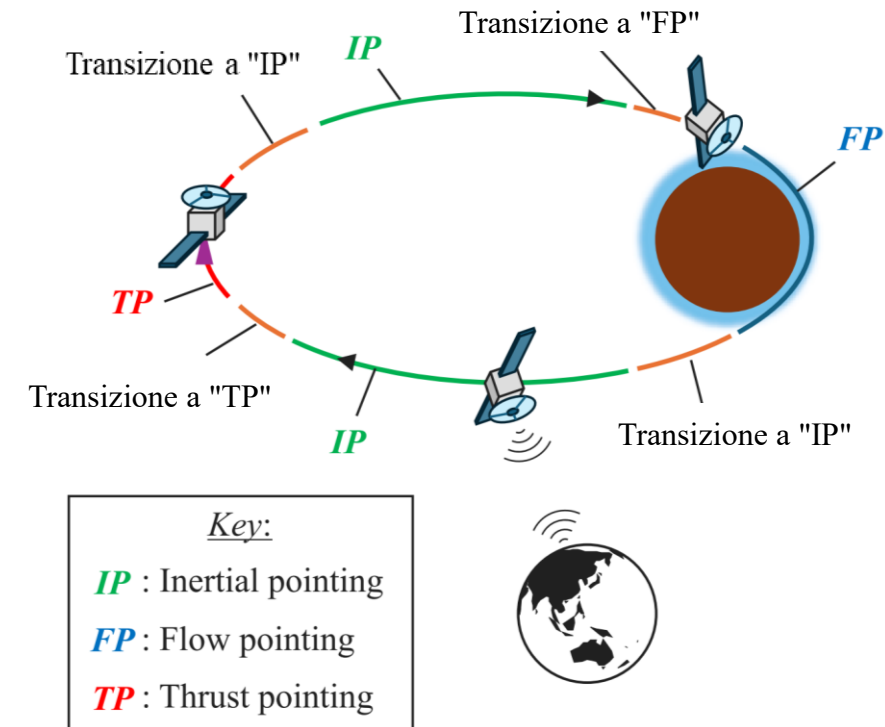 Transizione a "FP"
IP
Transizione a "IP"
FP
TP
Transizione a "TP"
IP
Transizione a "IP"
Key:
IP : Inertial pointing
FP : Flow pointing
TP : Thrust pointing